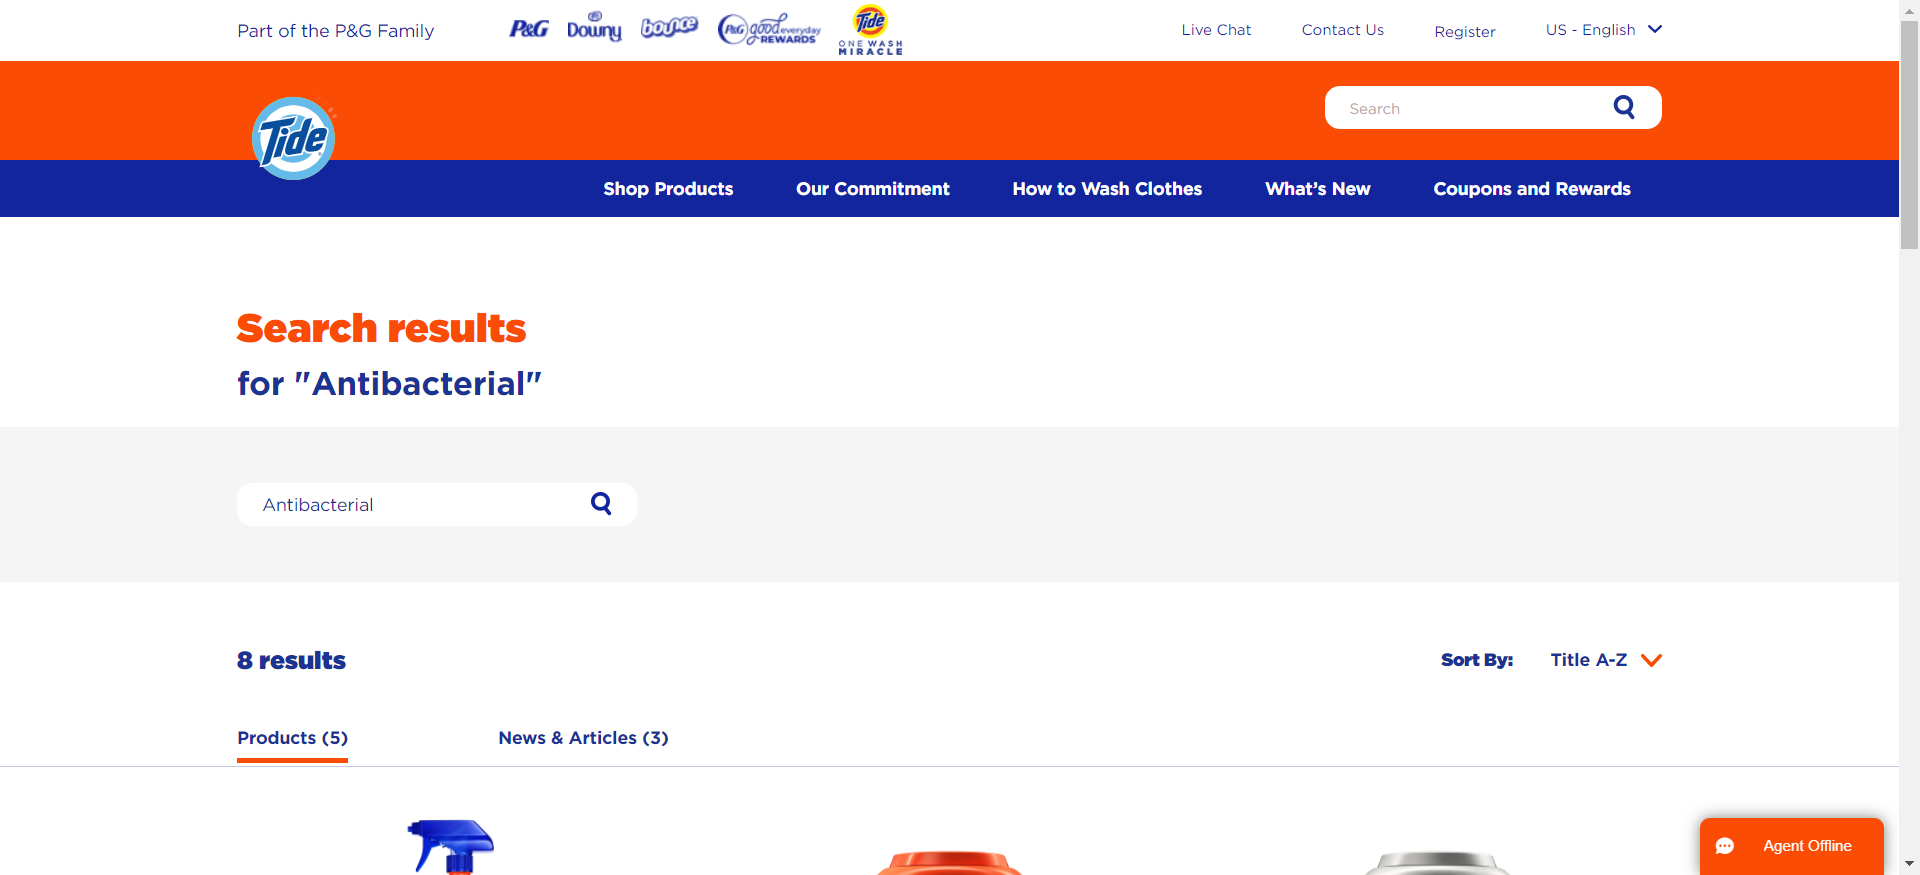 Part of the P&G Family
P&G
Downy
bounce
P&G good everyday
REWARDS
Tide
ONE WASH
MIRACLE
Live Chat
Contact Us
Register
US - English
Tide
Search
Shop Products
Our Commitment
How to Wash Clothes
What's New
Coupons and Rewards
Search results
for "Antibacterial"
Antibacterial
8 results
Sort By:
Title A-Z
Products (5)
News & Articles (3)
Agent Offline